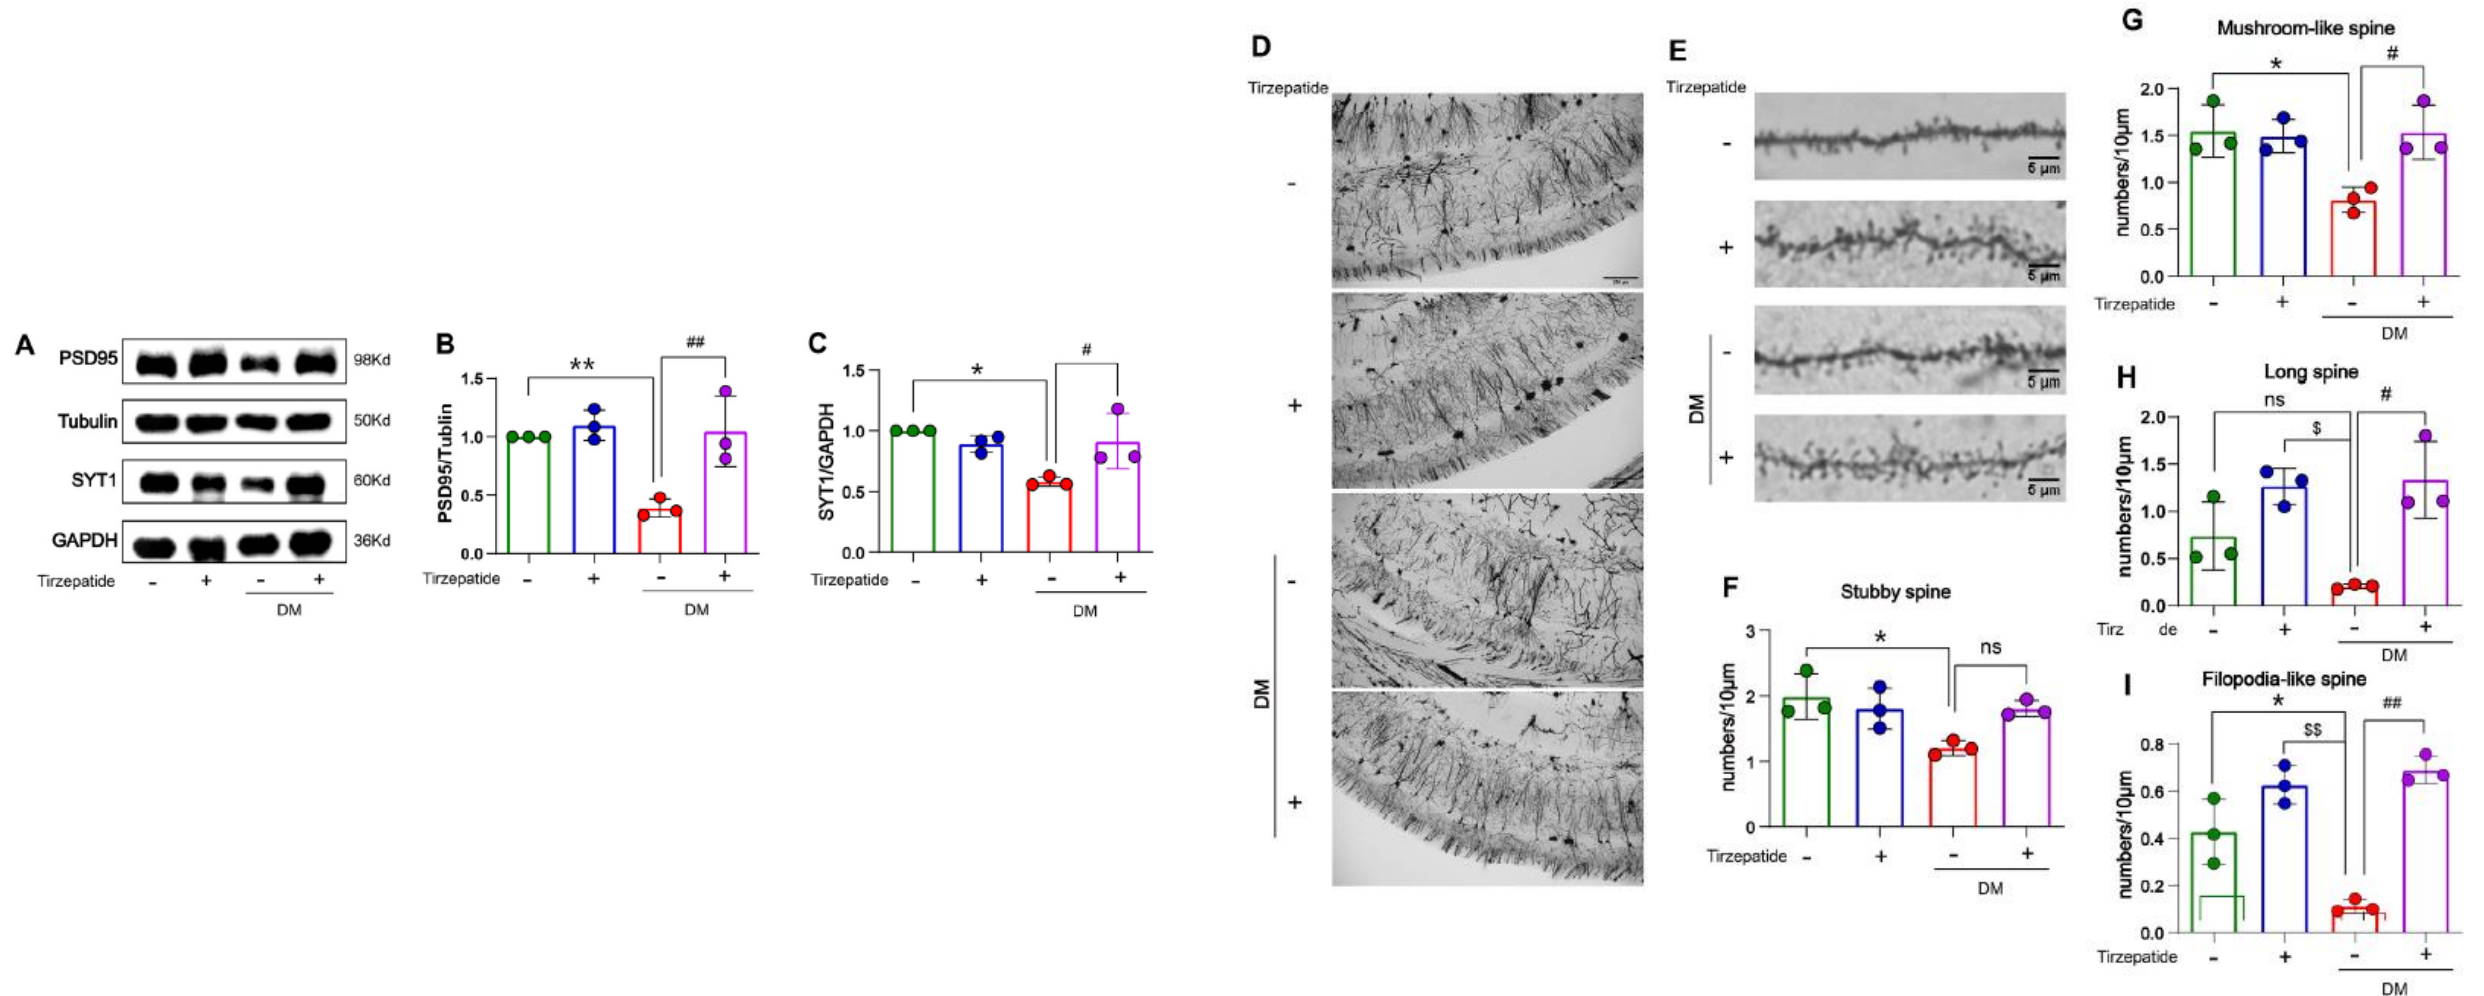 A
PSD95
98Kd
Tubulin
50Kd
SYT1
60Kd
GAPDH
36Kd
Tirzepatide - + - +
DM
B
** ##
PSD95/Tublin
1.5
1.0
0.5
0.0
Tirzepatide - + - +
DM
C
* #
SYT1/GAPDH
1.5
1.0
0.5
0.0
Tirzepatide - + - +
DM
D
Tirzepatide
-
+
DM
-
+
E
Tirzepatide
-
5 µm
+
5 µm
DM
-
5 µm
+
5 µm
F
Stubby spine
* ns
numbers/10µm
3
2
1
0
Tirzepatide - + - +
DM
G
Mushroom-like spine
* #
numbers/10µm
2.0
1.5
1.0
0.5
0.0
Tirzepatide - + - +
DM
H
Long spine
ns #
$
numbers/10µm
2.0
1.5
1.0
0.5
0.0
Tirz de - + - +
DM
I
Filopodia-like spine
* ##
$$
numbers/10µm
0.8
0.6
0.4
0.2
0.0
Tirzepatide - + - +
DM